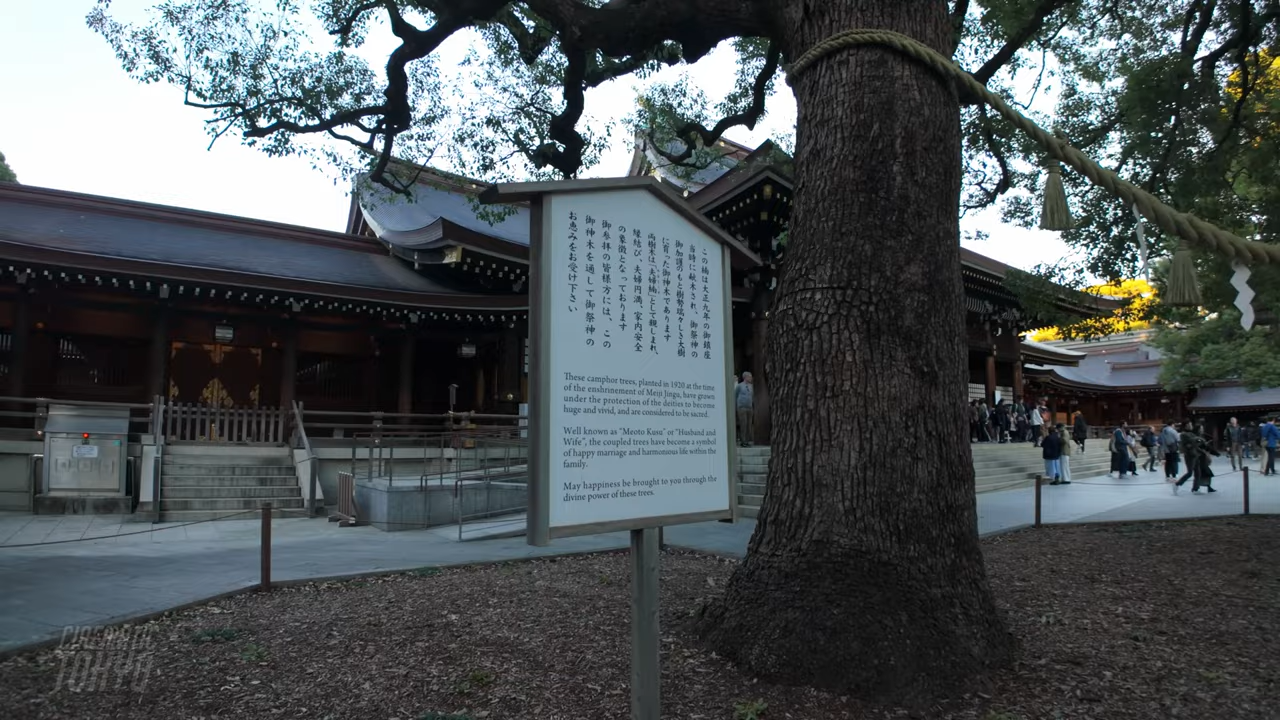 この楠は大正九年の御鎮座
当時に献木され、御祭神の
御加護のもと樹勢瑞々しき大樹
に育った御神木であります
両樹木は「夫婦楠」として親しまれ、
縁結び、夫婦円満、家内安全
の象徴となっております
御参拝の皆様方には、この
御神木を通して御祭神の
お恵みをお受け下さい
These camphor trees, planted in 1920 at the time
of the enshrinement of Meiji Jingu, have grown
under the protection of the deities to become
huge and vivid, and are considered to be sacred.
Well known as "Meoto Kusu" or "Husband and
Wife", the coupled trees have become a symbol
of happy marriage and harmonious life within the
family.
May happiness be brought to you through the
divine power of these trees.
CINEMATIC
TOKYO